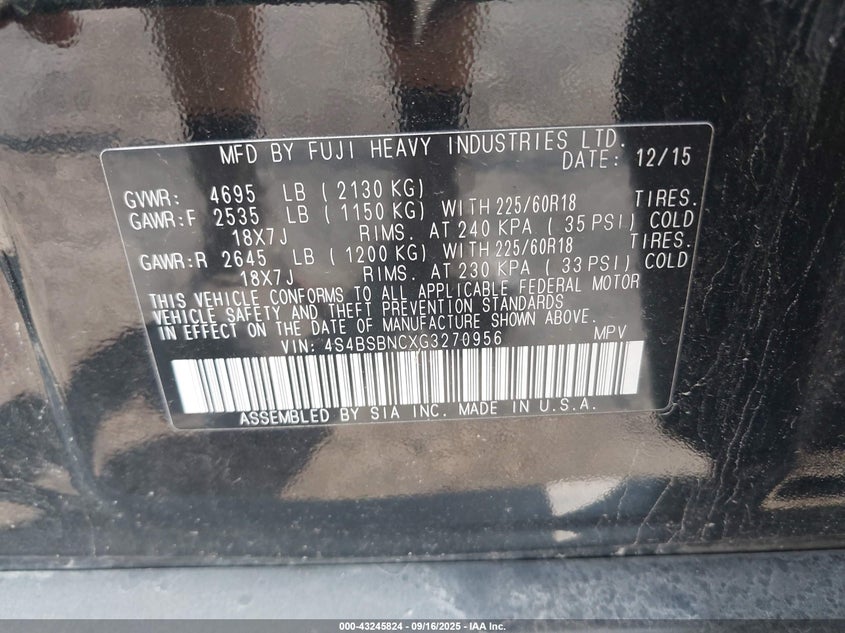 MFD BY FUJI HEAVY INDUSTRIES LTD.
DATE: 12/15
GVWR: 4695 LB ( 2130 KG)
GAWR:F 2535 LB ( 1150 KG) WITH 225/60R18 TIRES.
18X7J RIMS. AT 240 KPA ( 35 PSI) COLD
GAWR:R 2645 LB ( 1200 KG) WITH 225/60R18 TIRES.
18X7J RIMS. AT 230 KPA ( 33 PSI) COLD
THIS VEHICLE CONFORMS TO ALL APPLICABLE FEDERAL MOTOR
VEHICLE SAFETY AND THEFT PREVENTION STANDARDS
IN EFFECT ON THE DATE OF MANUFACTURE SHOWN ABOVE.
VIN: 4S4BSBNCXG3270956 MPV
ASSEMBLED BY SIA INC. MADE IN U.S.A.
000-43245824 - 09/16/2025 - IAA Inc.